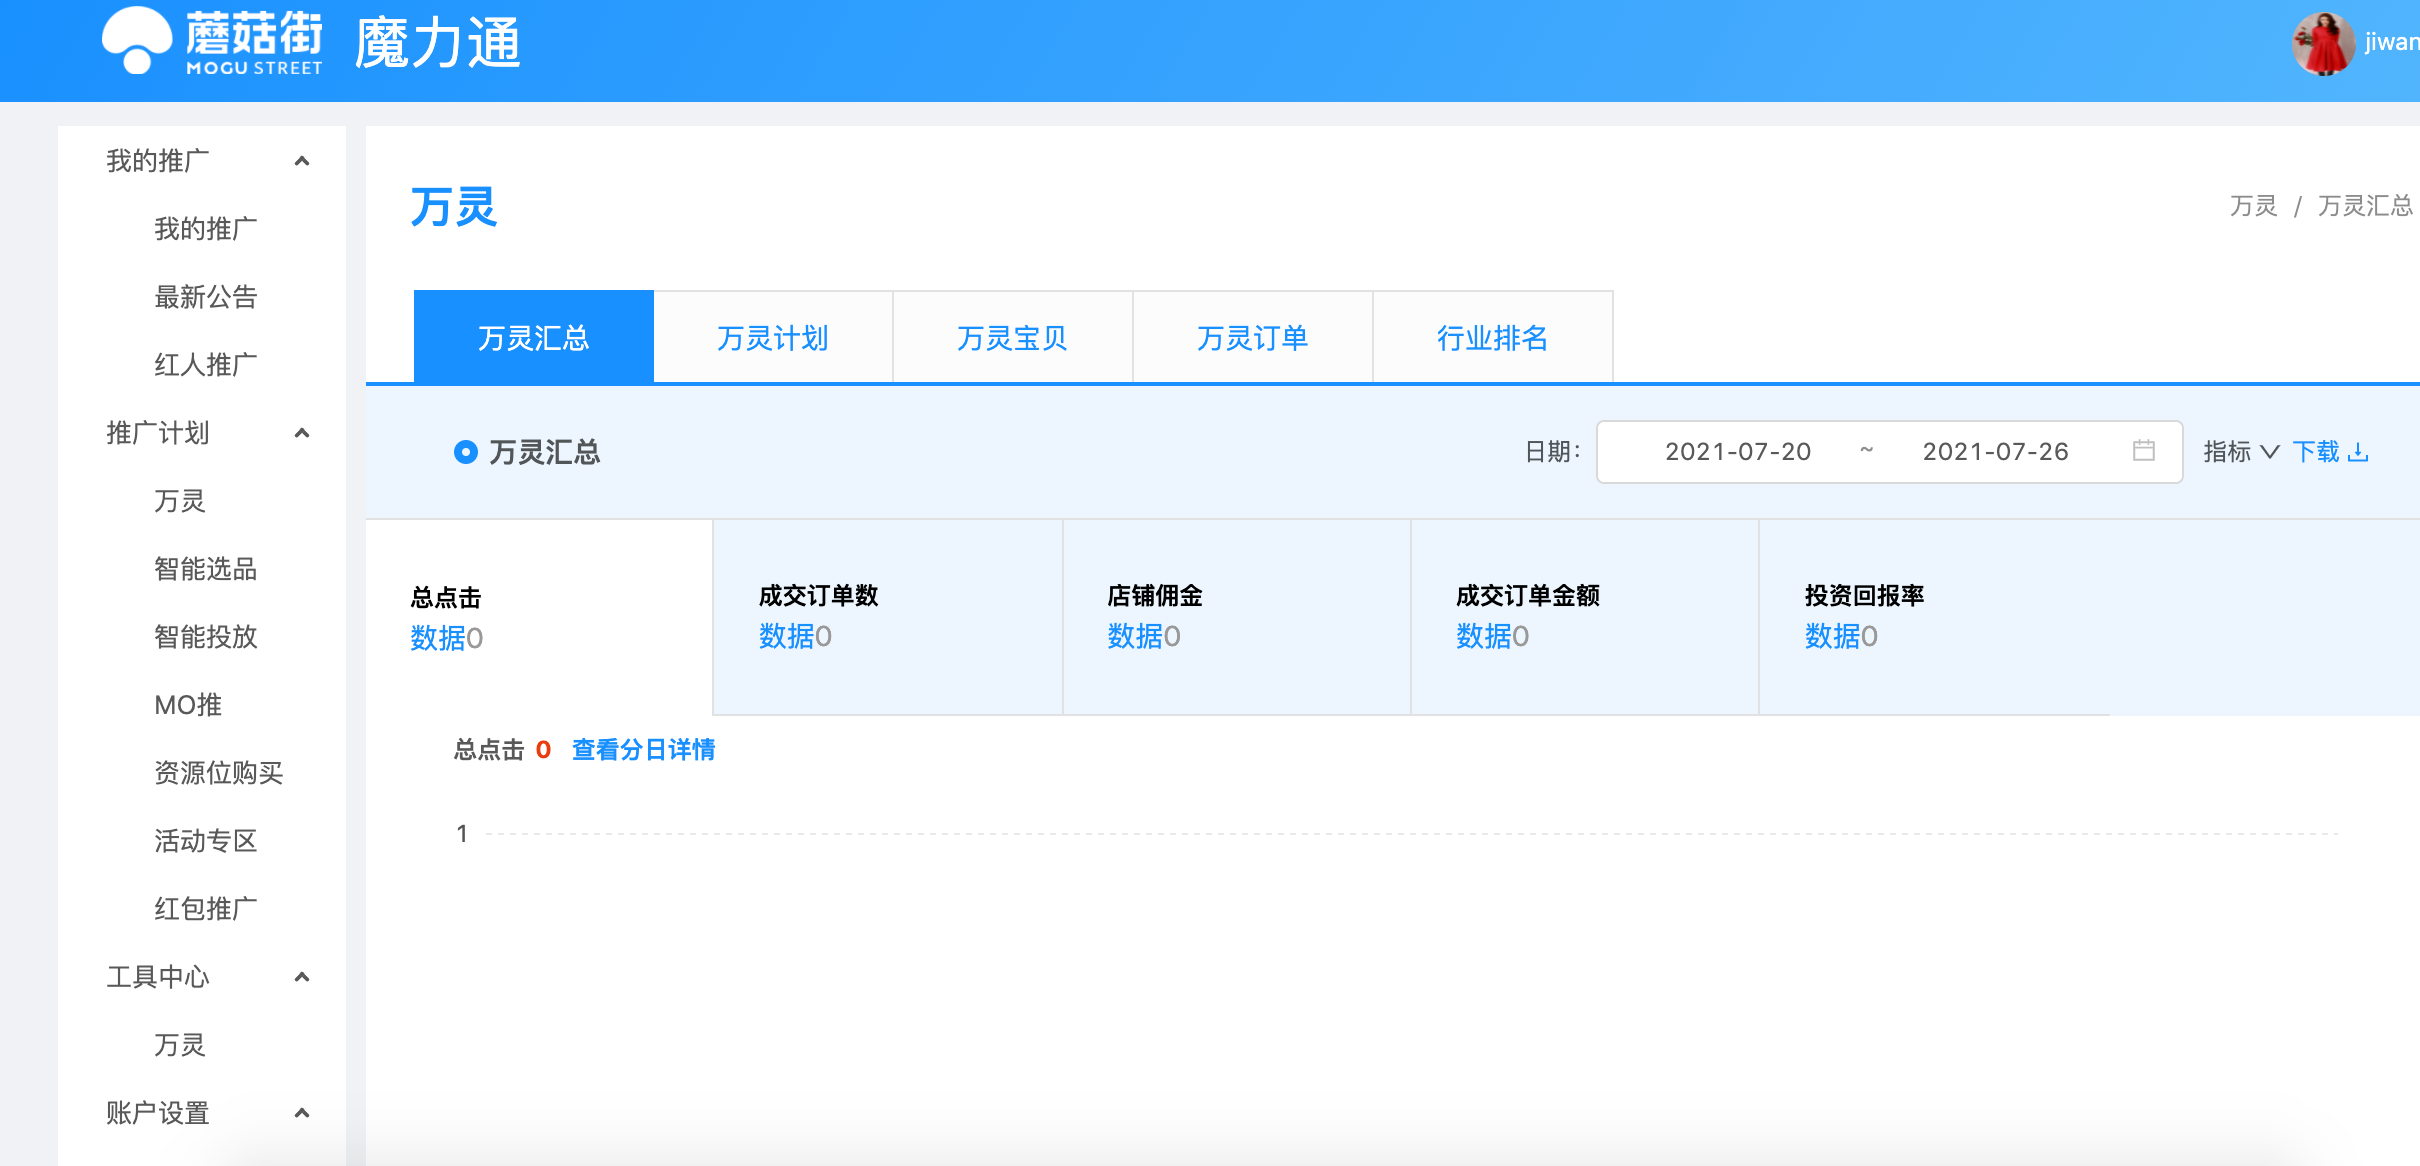 蘑菇街
MOGU STREET
魔力通
jiwan
我的推广
我的推广
最新公告
红人推广
推广计划
万灵
智能选品
智能投放
MO推
资源位购买
活动专区
红包推广
工具中心
万灵
账户设置
万灵
万灵 / 万灵汇总
万灵汇总 万灵计划 万灵宝贝 万灵订单 行业排名
万灵汇总
日期: 2021-07-20 ~ 2021-07-26 指标 下载
总点击 成交订单数 店铺佣金 成交订单金额 投资回报率
数据0 数据0 数据0 数据0 数据0
总点击 0 查看分日详情
1